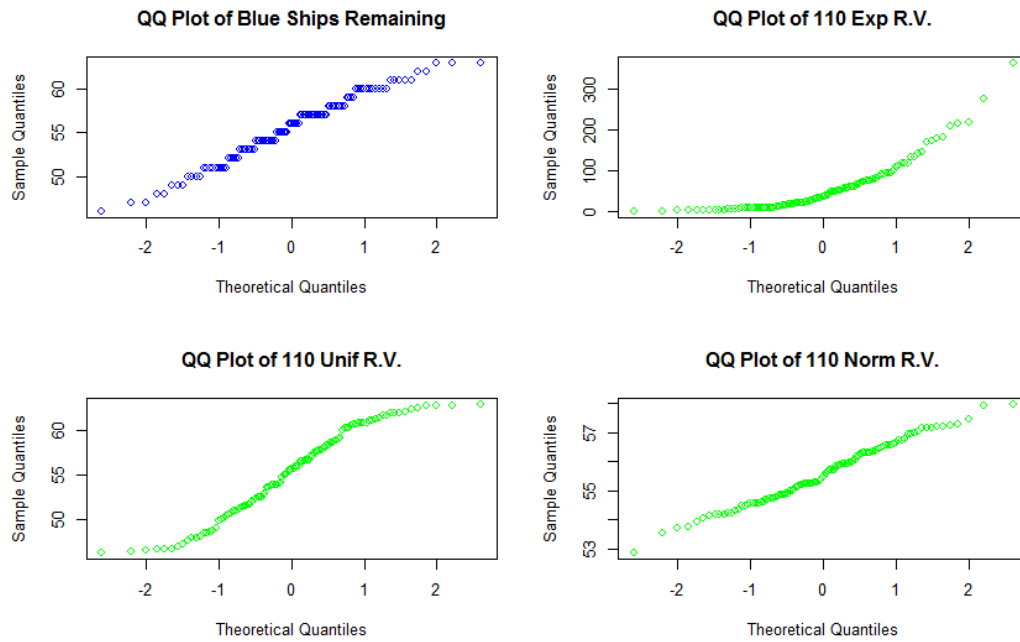 QQ Plot of Blue Ships Remaining
Sample Quantiles
60
55
50
-2 -1 0 1 2
Theoretical Quantiles
QQ Plot of 110 Exp R.V.
Sample Quantiles
300
200
100
0
-2 -1 0 1 2
Theoretical Quantiles
QQ Plot of 110 Unif R.V.
Sample Quantiles
60
55
50
-2 -1 0 1 2
Theoretical Quantiles
QQ Plot of 110 Norm R.V.
Sample Quantiles
57
55
53
-2 -1 0 1 2
Theoretical Quantiles